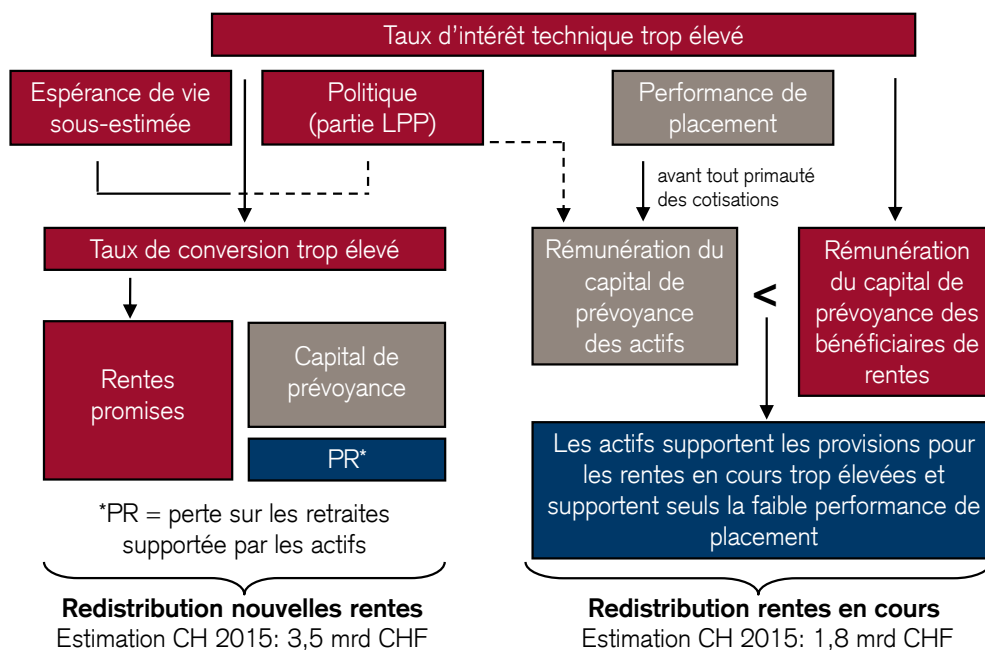 Taux d'intérêt technique trop élevé
Espérance de vie
sous-estimée
Politique
(partie LPP)
Performance de
placement
avant tout primauté
des cotisations
Taux de conversion trop élevé
Rémunération du
capital de
prévoyance
des actifs
<
Rémunération
du capital de
prévoyance des
bénéficiaires de
rentes
Rentes
promises
Capital de
prévoyance
PR*
Les actifs supportent les provisions pour
les rentes en cours trop élevées et
supportent seuls la faible performance de
placement
*PR = perte sur les retraites
supportée par les actifs
Redistribution nouvelles rentes
Estimation CH 2015: 3,5 mrd CHF
Redistribution rentes en cours
Estimation CH 2015: 1,8 mrd CHF